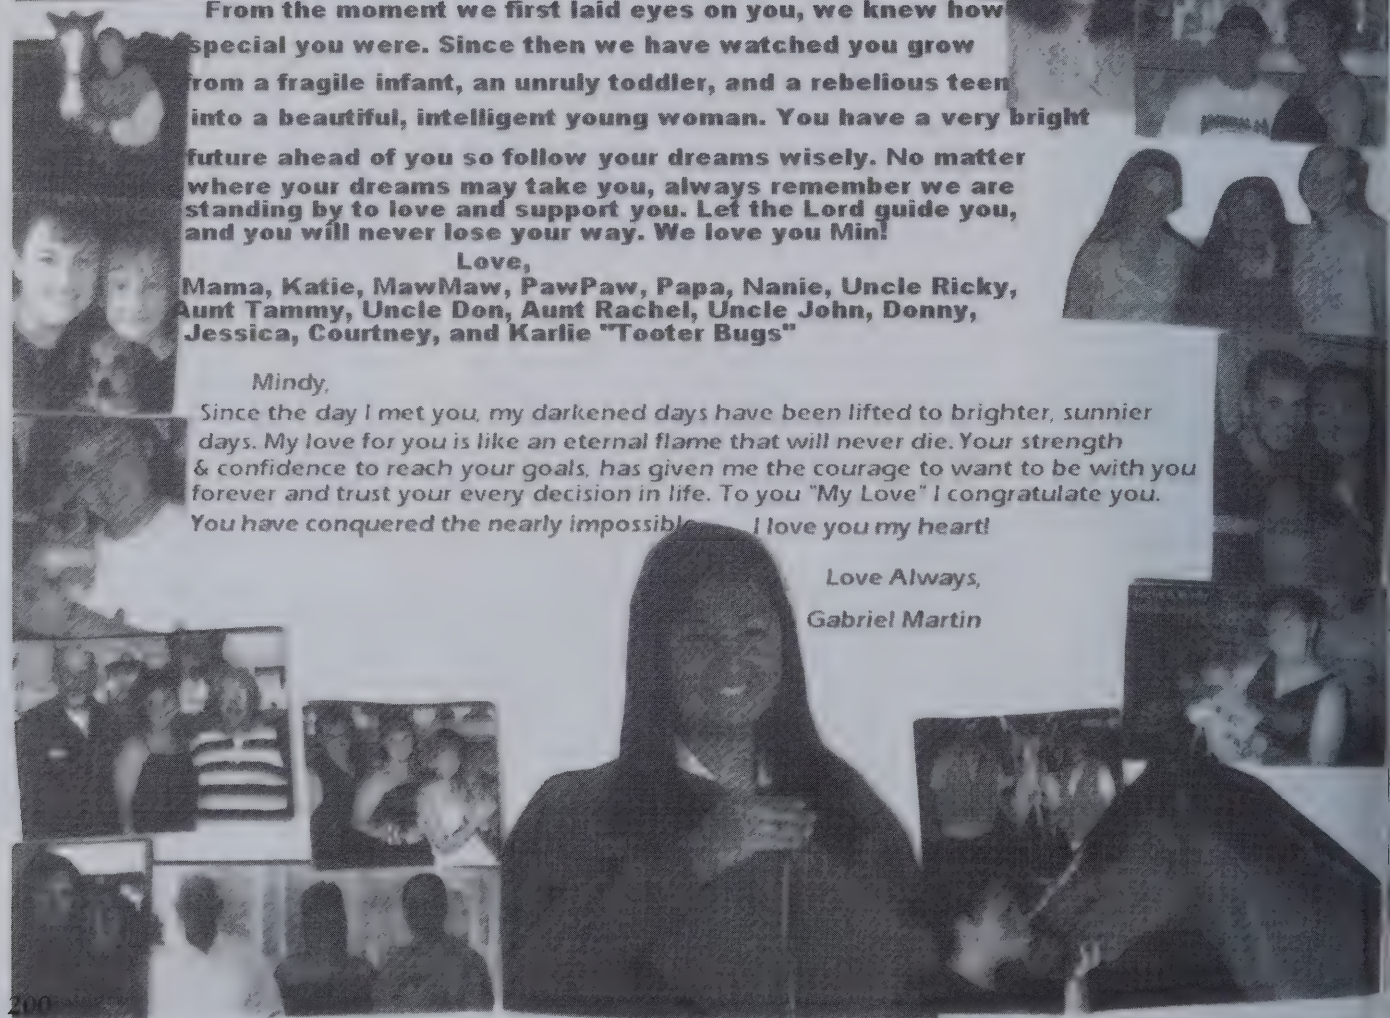 From the moment we first laid eyes on you, we knew how
special you were. Since then we have watched you grow
from a fragile infant, an unruly toddler, and a rebelious teen
into a beautiful, intelligent young woman. You have a very bright
future ahead of you so follow your dreams wisely. No matter
where your dreams may take you, always remember we are
standing by to love and support you. Let the Lord guide you,
and you will never lose your way. We love you Min!
Love,
Mama, Katie, MawMaw, PawPaw, Papa, Nanie, Uncle Ricky,
Aunt Tammy, Uncle Don, Aunt Rachel, Uncle John, Donny,
Jessica, Courtney, and Karlie "Tooter Bugs"
Mindy,
Since the day I met you, my darkened days have been lifted to brighter, sunnier
days. My love for you is like an eternal flame that will never die. Your strength
& confidence to reach your goals, has given me the courage to want to be with you
forever and trust your every decision in life. To you "My Love" I congratulate you.
You have conquered the nearly impossible I love you my heart!
Love Always,
Gabriel Martin
200